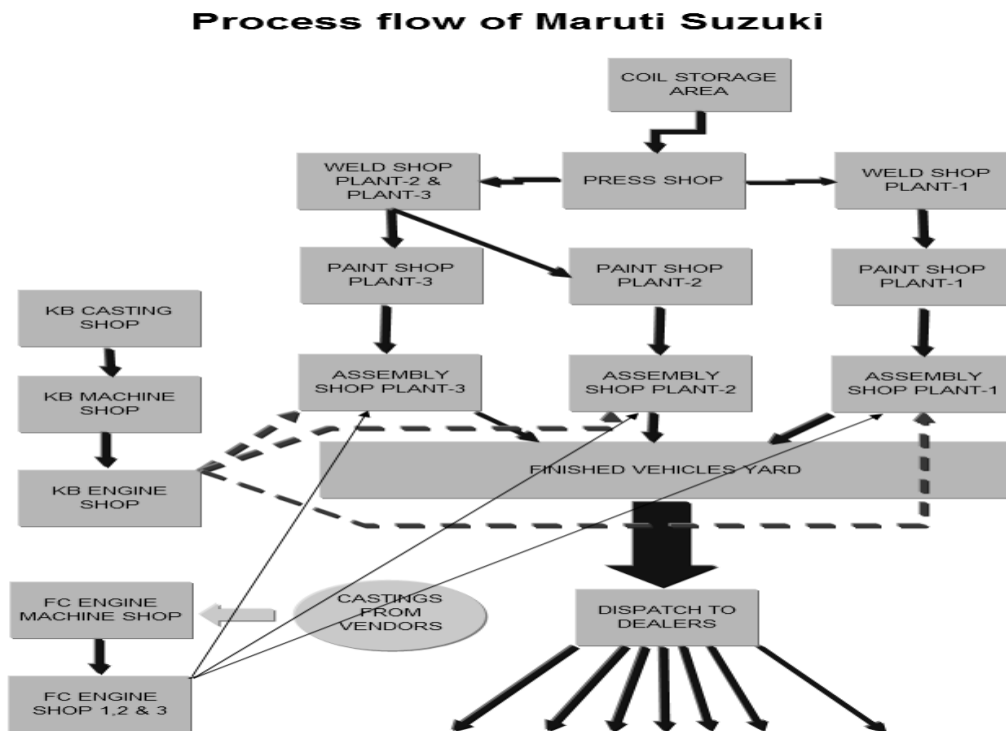 Process flow of Maruti Suzuki
COIL STORAGE
AREA
WELD SHOP
PLANT-2 &
PLANT-3
PRESS SHOP
WELD SHOP
PLANT-1
PAINT SHOP
PLANT-3
PAINT SHOP
PLANT-2
PAINT SHOP
PLANT-1
KB CASTING
SHOP
ASSEMBLY
SHOP PLANT-3
ASSEMBLY
SHOP PLANT-2
ASSEMBLY
SHOP PLANT-1
KB MACHINE
SHOP
FINISHED VEHICLES YARD
KB ENGINE
SHOP
FC ENGINE
MACHINE SHOP
CASTINGS
FROM
VENDORS
DISPATCH TO
DEALERS
FC ENGINE
SHOP 1,2 & 3